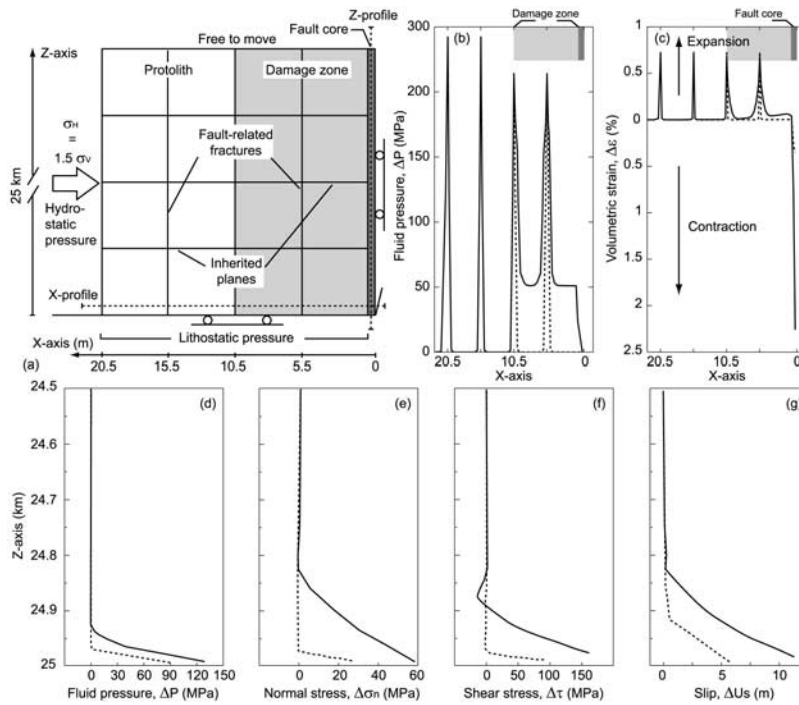 Z-profile
Fault core
Free to move
Z-axis
Protolith
Damage zone
σH
=
1.5 σV
Fault-related
fractures
25 km
Hydro-
static
pressure
Inherited
planes
X-profile
Lithostatic pressure
X-axis (m)
20.5
15.5
10.5
5.5
0
(a)
Damage zone
(b)
300
250
200
150
100
50
0
Fluid pressure, ΔP (MPa)
20.5
10.5
0
X-axis
Fault core
(c)
Expansion
1
0.5
0
0.5
1
1.5
2
2.5
Volumetric strain, Δε (%)
Contraction
20.5
10.5
0
X-axis
24.5
24.6
24.7
24.8
24.9
25
Z-axis (km)
(d)
0
30
60
90
120
150
Fluid pressure, ΔP (MPa)
(e)
0
20
40
60
Normal stress, Δσn (MPa)
(f)
0
50
100
150
Shear stress, Δτ (MPa)
(g)
0
5
10
Slip, ΔUs (m)